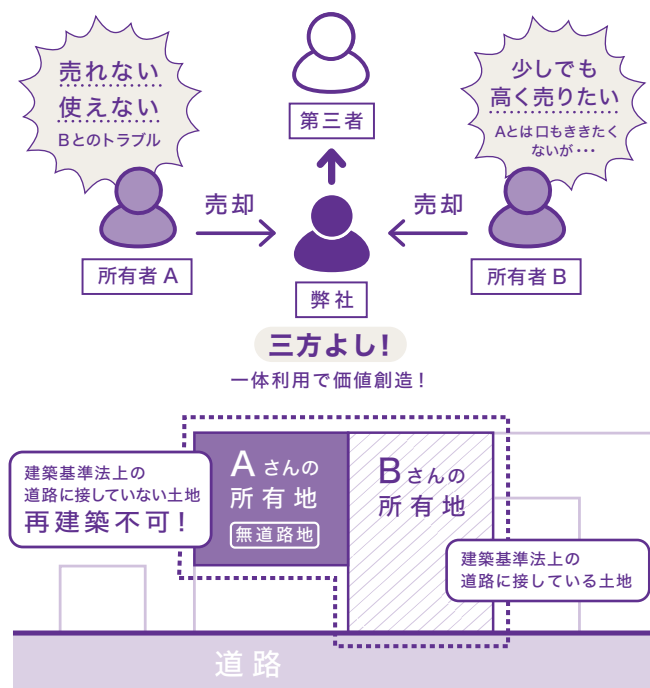 売れない
使えない
Bとのトラブル
第三者
少しでも
高く売りたい
Aとは口もききたく
ないが・・・
売却
売却
所有者 A
弊社
所有者 B
三方よし!
一体利用で価値創造!
建築基準法上の
道路に接していない土地
再建築不可!
Aさんの
所有地
無道路地
Bさんの
所有地
建築基準法上の
道路に接している土地
道路